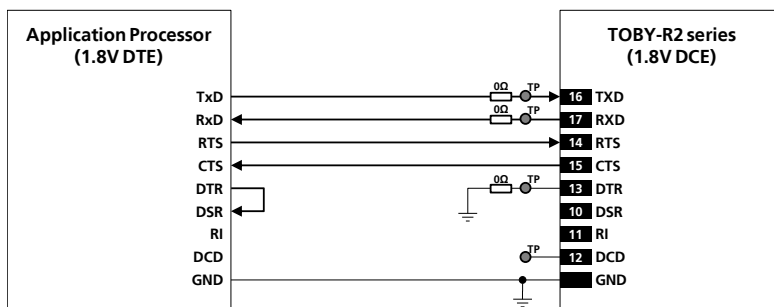 Application Processor
(1.8V DTE)
TOBY-R2 series
(1.8V DCE)
TxD 0Ω TP 16 TXD
RxD 0Ω TP 17 RXD
RTS 14 RTS
CTS 15 CTS
DTR 0Ω TP 13 DTR
DSR 10 DSR
RI 11 RI
DCD TP 12 DCD
GND GND